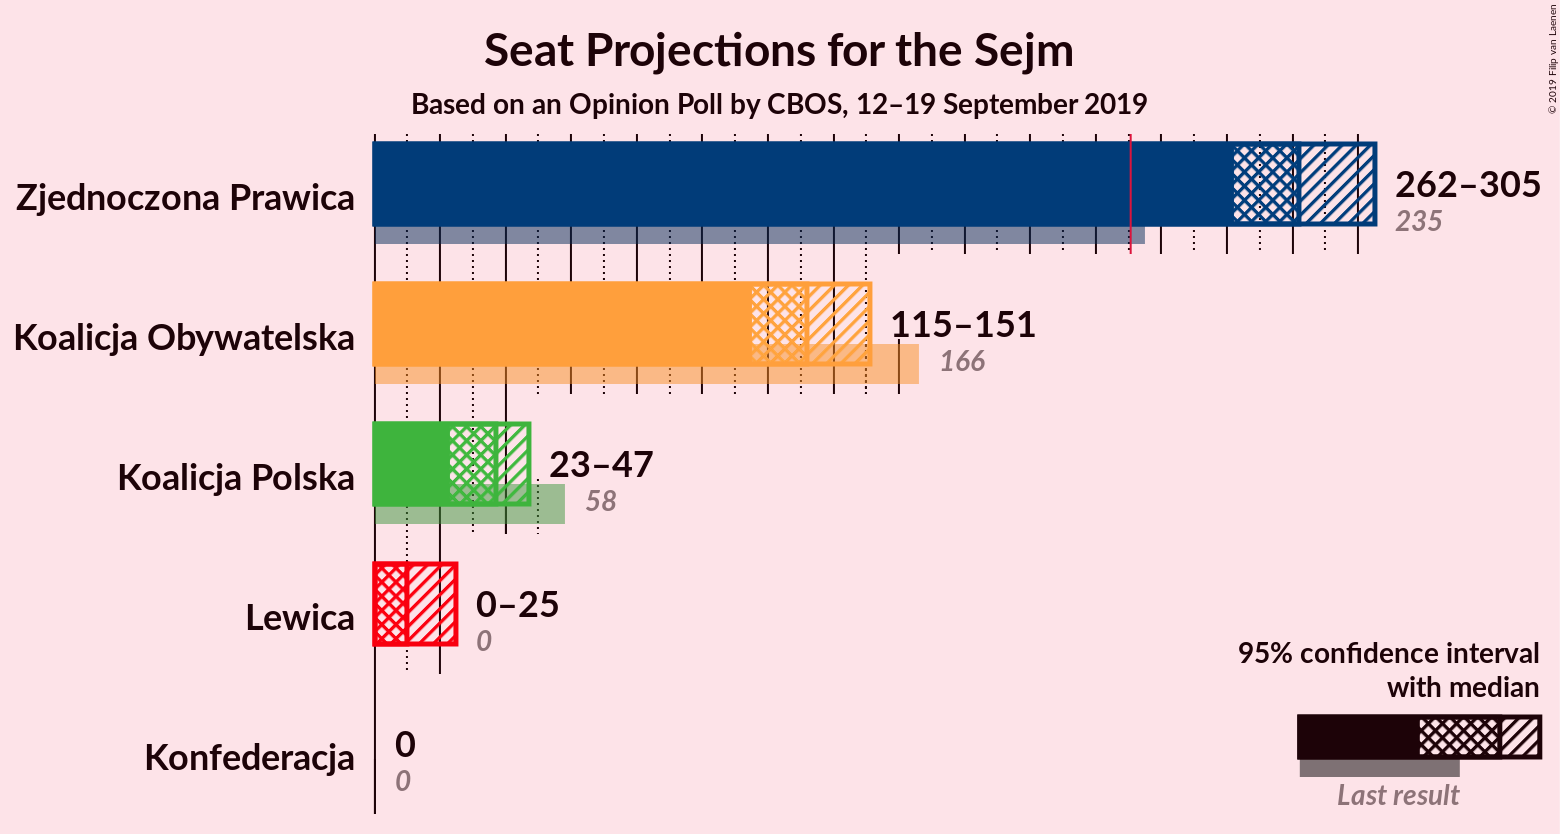 Seat Projections for the Sejm
Based on an Opinion Poll by CBOS, 12–19 September 2019
© 2019 Filip van Laenen
Zjednoczona Prawica
262–305
235
Koalicja Obywatelska
115–151
166
Koalicja Polska
23–47
58
Lewica
0–25
0
Konfederacja
0
0
95% confidence interval
with median
Last result